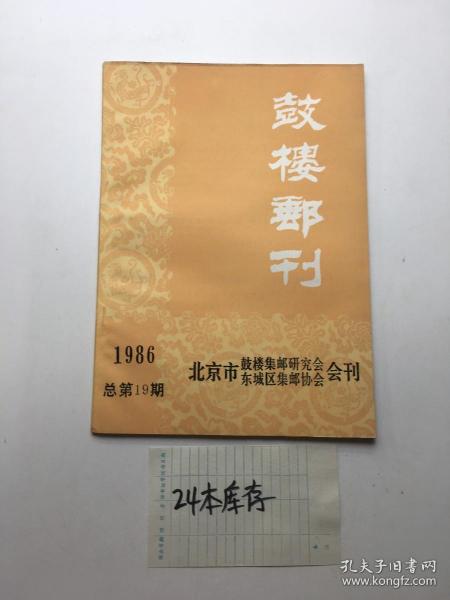 鼓楼郵刊
1986
总第19期
北京市鼓楼集邮研究会会刊
东城区集邮协会
24本库存
孔夫子旧书网
www.kongfz.com